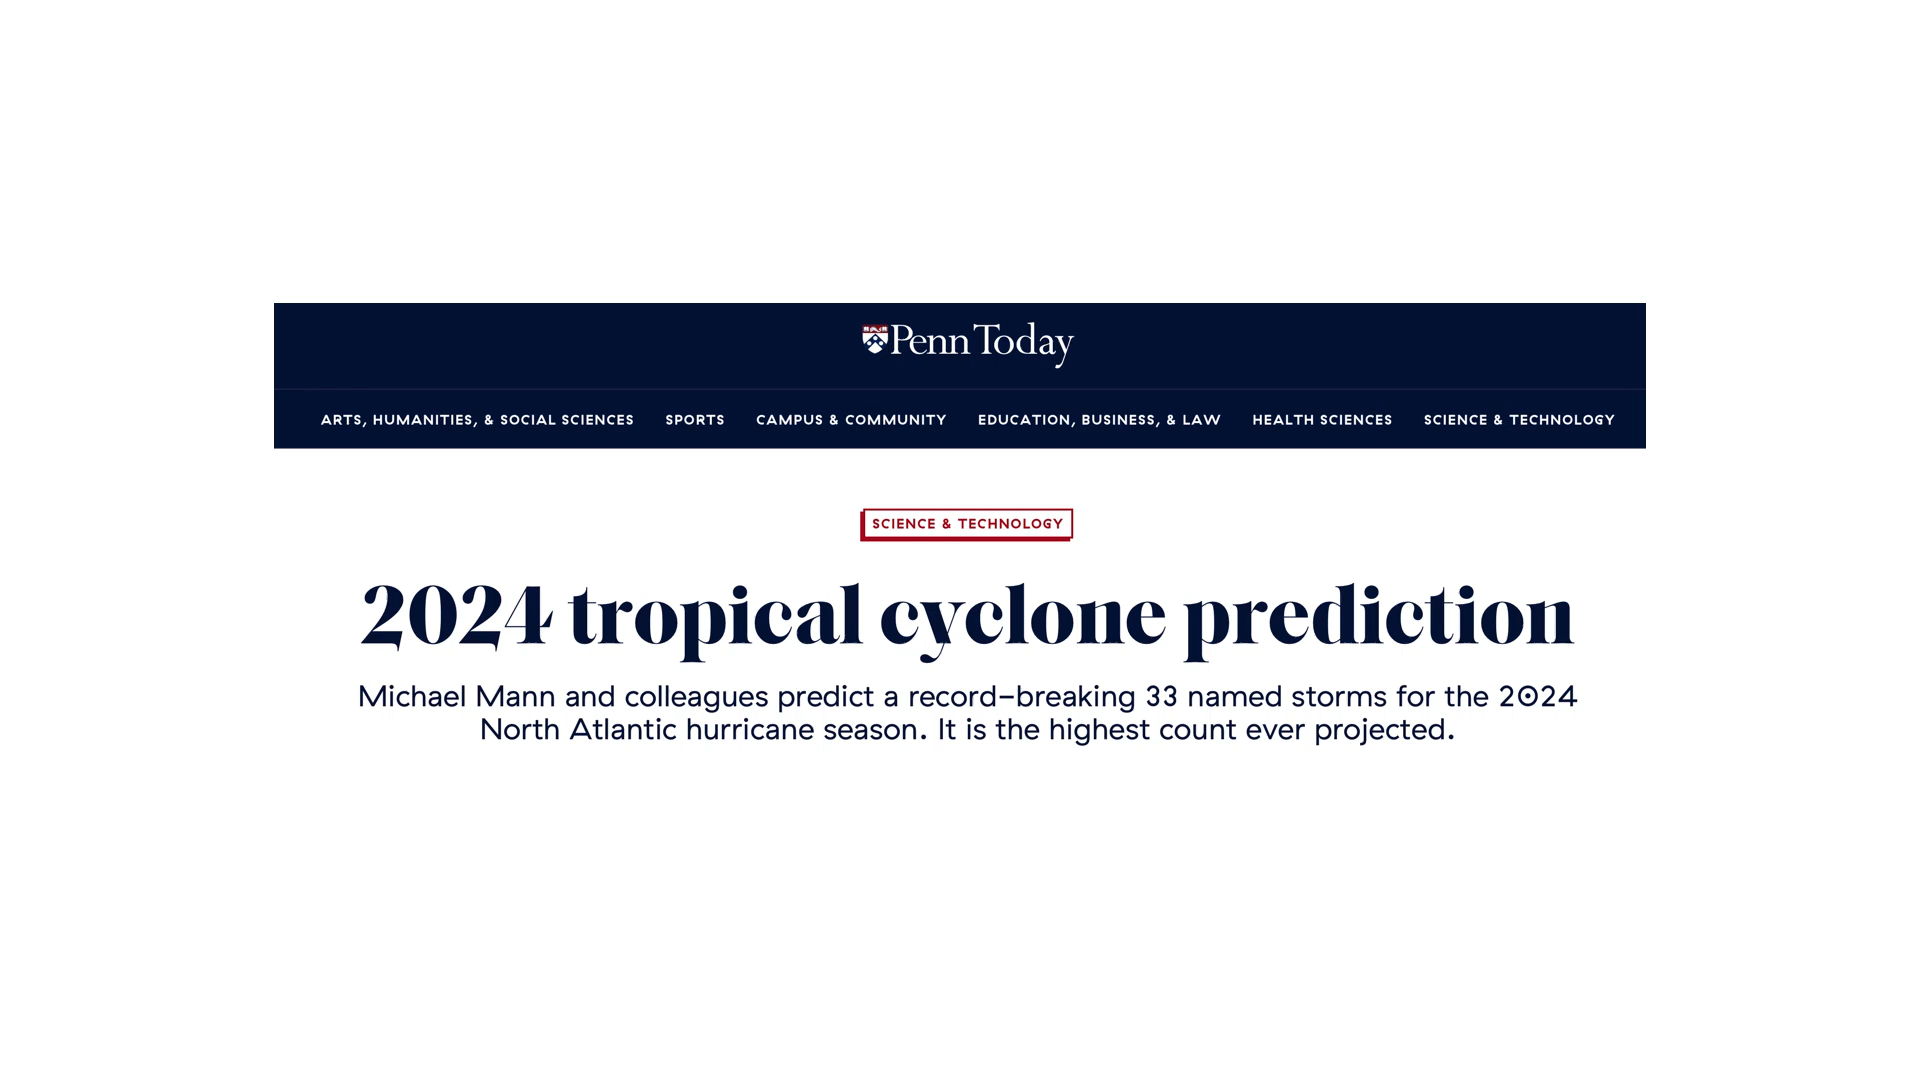 Penn Today
ARTS, HUMANITIES, & SOCIAL SCIENCES SPORTS CAMPUS & COMMUNITY EDUCATION, BUSINESS, & LAW HEALTH SCIENCES SCIENCE & TECHNOLOGY
SCIENCE & TECHNOLOGY
2024 tropical cyclone prediction
Michael Mann and colleagues predict a record-breaking 33 named storms for the 2024
North Atlantic hurricane season. It is the highest count ever projected.